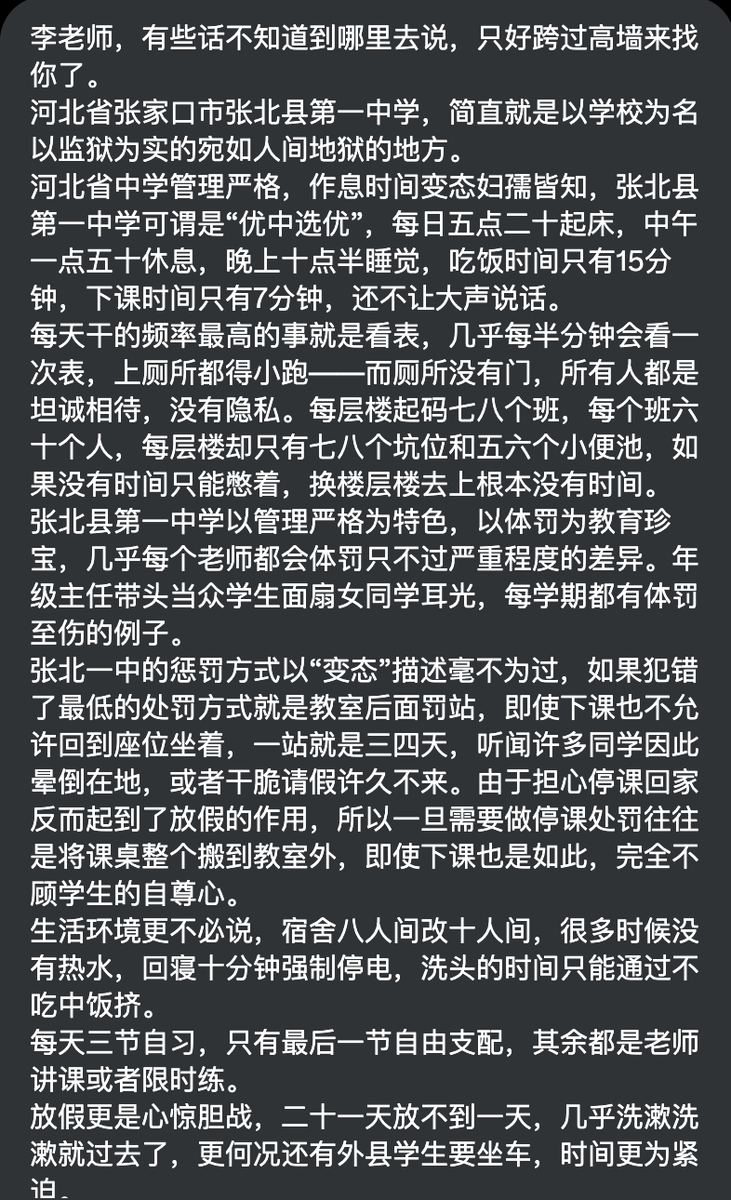 李老师，有些话不知道到哪里去说，只好跨过高墙来找
你了。
河北省张家口市张北县第一中学，简直就是以学校为名
以监狱为实的宛如人间地狱的地方。
河北省中学管理严格，作息时间变态妇孺皆知，张北县
第一中学可谓是“优中选优”，每日五点二十起床，中午
一点五十休息，晚上十点半睡觉，吃饭时间只有15分
钟，下课时间只有7分钟，还不让大声说话。
每天干的频率最高的事就是看表，几乎每半分钟会看一
次表，上厕所都得小跑——而厕所没有门，所有人都是
坦诚相待，没有隐私。每层楼起码七八个班，每个班六
十个人，每层楼却只有七八个坑位和五六个小便池，如
果没有时间只能憋着，换楼层楼去上根本没有时间。
张北县第一中学以管理严格为特色，以体罚为教育珍
宝，几乎每个老师都会体罚只不过严重程度的差异。年
级主任带头当众学生面扇女同学耳光，每学期都有体罚
至伤的例子。
张北一中的惩罚方式以“变态”描述毫不为过，如果犯错
了最低的处罚方式就是教室后面罚站，即使下课也不允
许回到座位坐着，一站就是三四天，听闻许多同学因此
晕倒在地，或者干脆请假许久不来。由于担心停课回家
反而起到了放假的作用，所以一旦需要做停课处罚往往
是将课桌整个搬到教室外，即使下课也是如此，完全不
顾学生的自尊心。
生活环境更不必说，宿舍八人间改十人间，很多时候没
有热水，回寝十分钟强制停电，洗头的时间只能通过不
吃中饭挤。
每天三节自习，只有最后一节自由支配，其余都是老师
讲课或者限时练。
放假更是心惊胆战，二十一天放不到一天，几乎洗漱洗
漱就过去了，更何况还有外县学生要坐车，时间更为紧
迫。